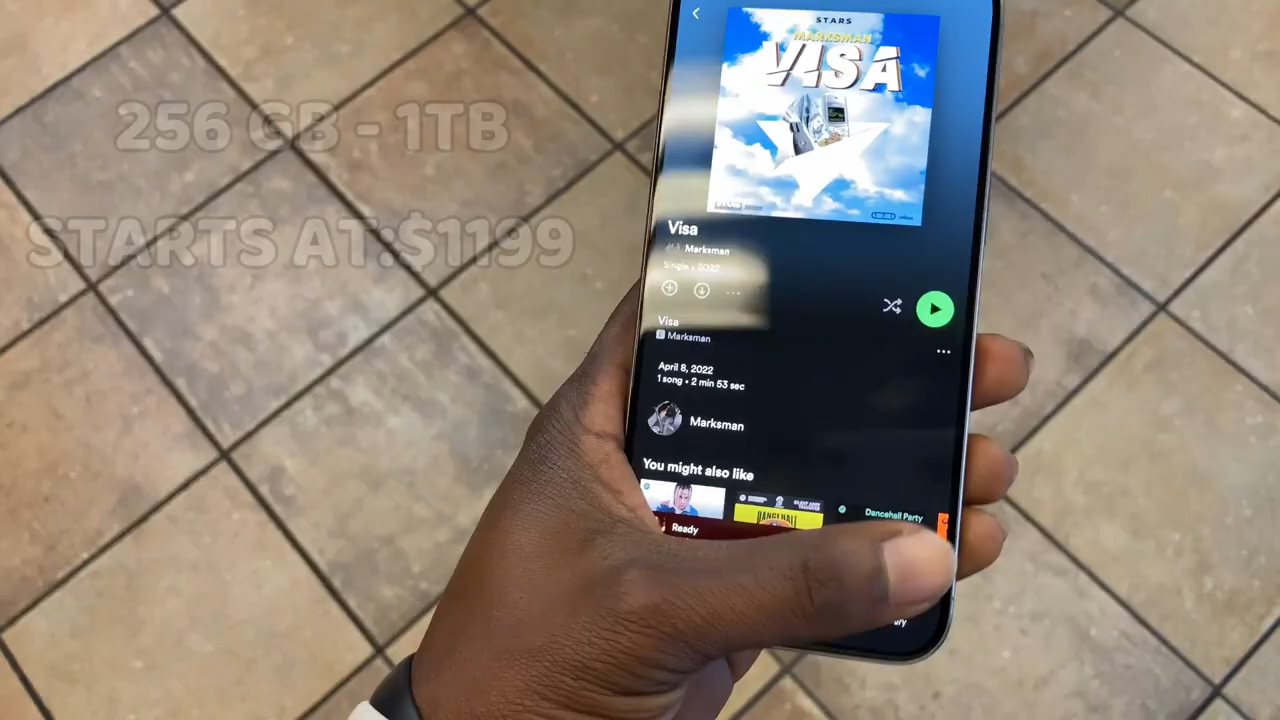 256 GB - 1TB
STARTS AT:$1199
STARS
MARKSMAN
VISA
Visa
Marksman
Single • 2022
Visa
E Marksman
April 8, 2022
1 song • 2 min 53 sec
Marksman
You might also like
DANCEHALL
Dancehall Party
Ready